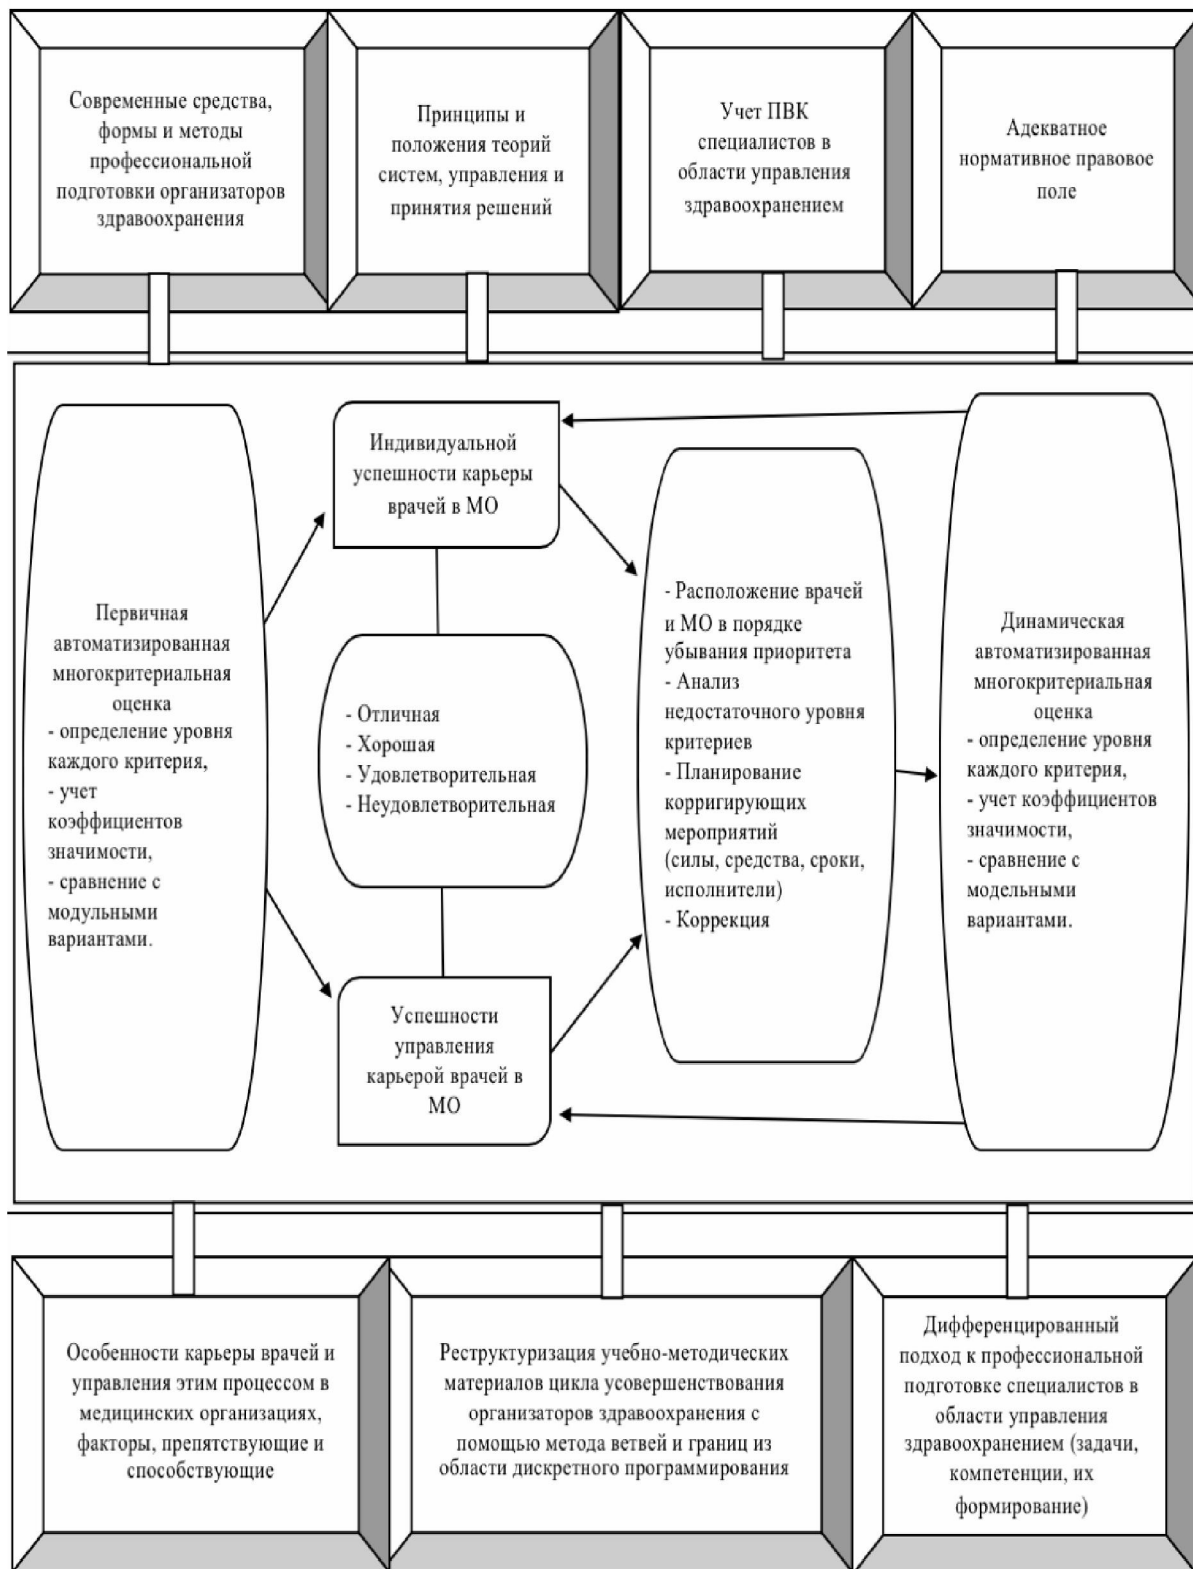 Современные средства,
формы и методы
профессиональной
подготовки организаторов
здравоохранения
Принципы и
положения теорий
систем, управления и
принятия решений
Учет ПВК
специалистов в
области управления
здравоохранением
Адекватное
нормативное правовое
поле
Первичная
автоматизированная
многокритериальная
оценка
- определение уровня
каждого критерия,
- учет
коэффициентов
значимости,
- сравнение с
модульными
вариантами.
Индивидуальной
успешности карьеры
врачей в МО
- Отличная
- Хорошая
- Удовлетворительная
- Неудовлетворительная
Успешности
управления
карьерой врачей в
МО
- Расположение врачей
и МО в порядке
убывания приоритета
- Анализ
недостаточного уровня
критериев
- Планирование
корригирующих
мероприятий
(силы, средства, сроки,
исполнители)
- Коррекция
Динамическая
автоматизированная
многокритериальная
оценка
- определение уровня
каждого критерия,
- учет коэффициентов
значимости,
- сравнение с
модельными
вариантами.
Особенности карьеры врачей и
управления этим процессом в
медицинских организациях,
факторы, препятствующие и
способствующие
Реструктуризация учебно-методических
материалов цикла усовершенствования
организаторов здравоохранения с
помощью метода ветвей и границ из
области дискретного программирования
Дифференцированный
подход к профессиональной
подготовке специалистов в
области управления
здравоохранением (задачи,
компетенции, их
формирование)